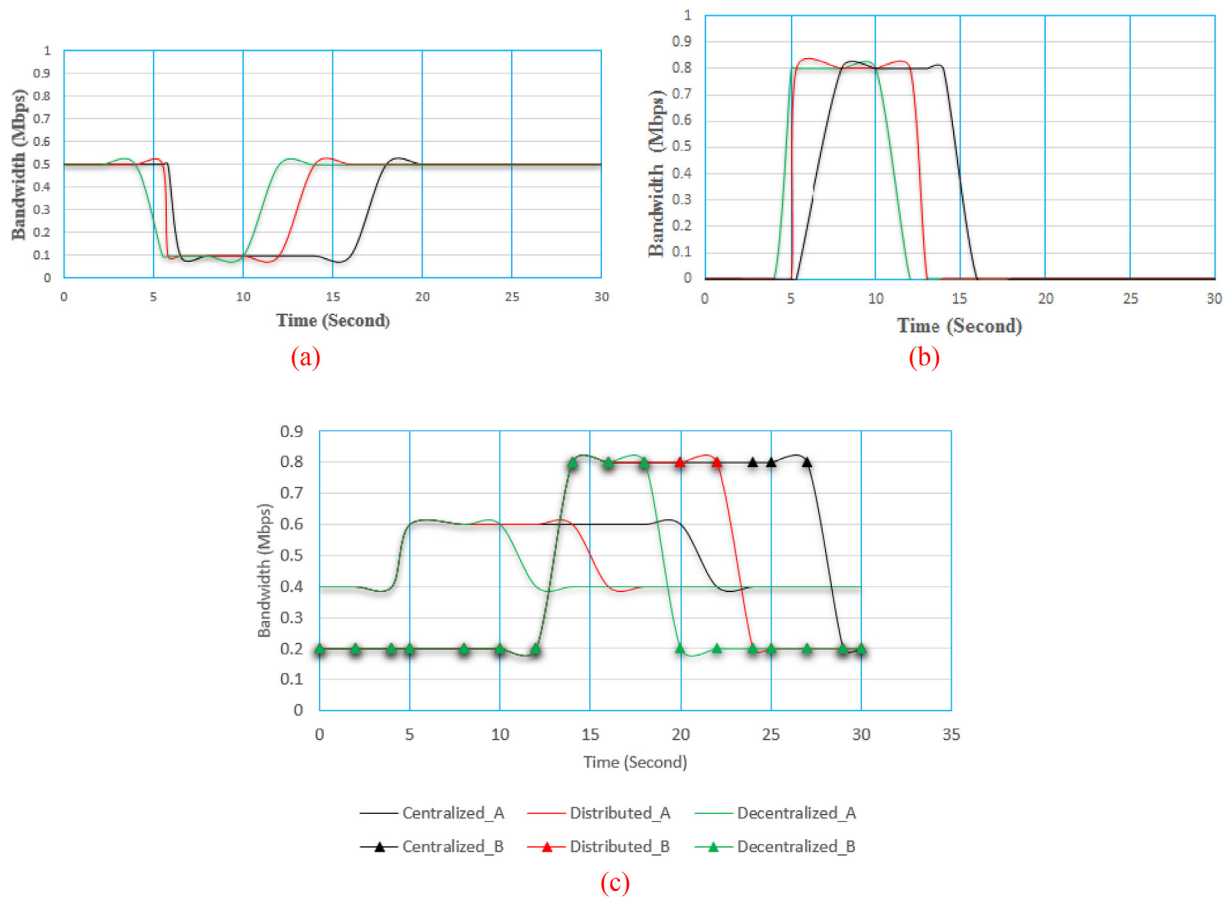 1
0.9
0.8
0.7
0.6
0.5
0.4
0.3
0.2
0.1
0
Bandwidth (Mbps)
0 5 10 15 20 25 30
Time (Second)
(a)
1
0.9
0.8
0.7
0.6
0.5
0.4
0.3
0.2
0.1
0
Bandwidth (Mbps)
0 5 10 15 20 25 30
Time (Second)
(b)
0.9
0.8
0.7
0.6
0.5
0.4
0.3
0.2
0.1
0
Bandwidth (Mbps)
0 5 10 15 20 25 30 35
Time (Second)
Centralized_A Distributed_A Decentralized_A
Centralized_B Distributed_B Decentralized_B
(c)